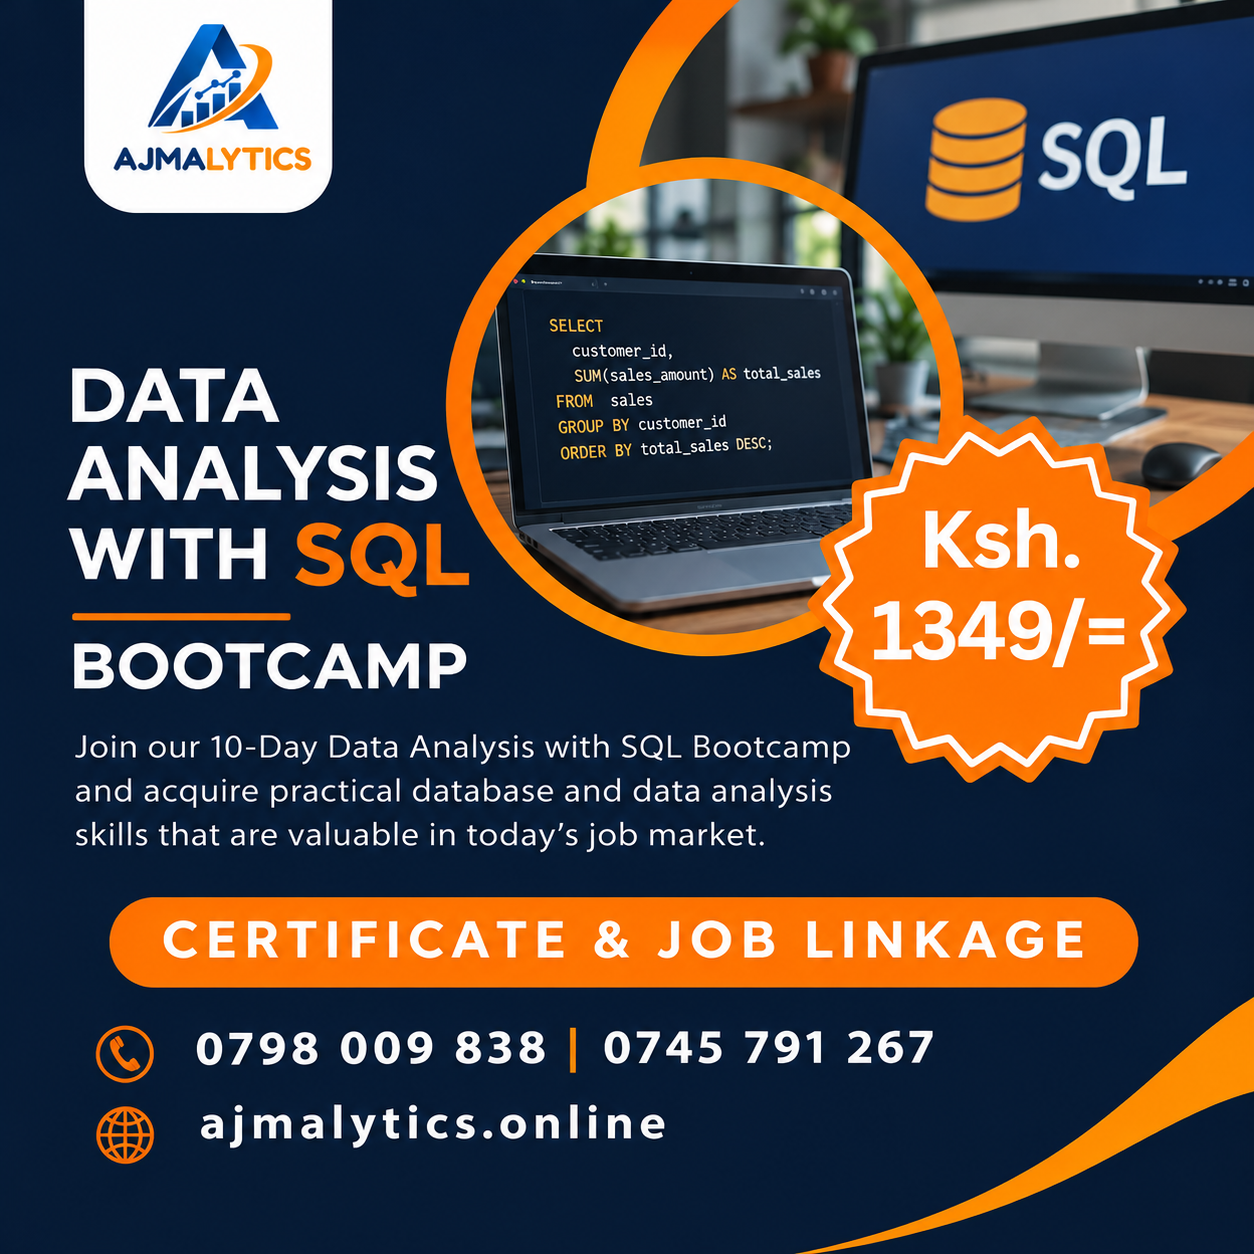 AJMALYTICS
SQL
SELECT
customer_id,
SUM(sales_amount) AS total_sales
FROM sales
GROUP BY customer_id
ORDER BY total_sales DESC;
DATA
ANALYSIS
WITH SQL
BOOTCAMP
Ksh.
1349/=
Join our 10-Day Data Analysis with SQL Bootcamp
and acquire practical database and data analysis
skills that are valuable in today’s job market.
CERTIFICATE & JOB LINKAGE
0798 009 838 | 0745 791 267
ajmalytics.online